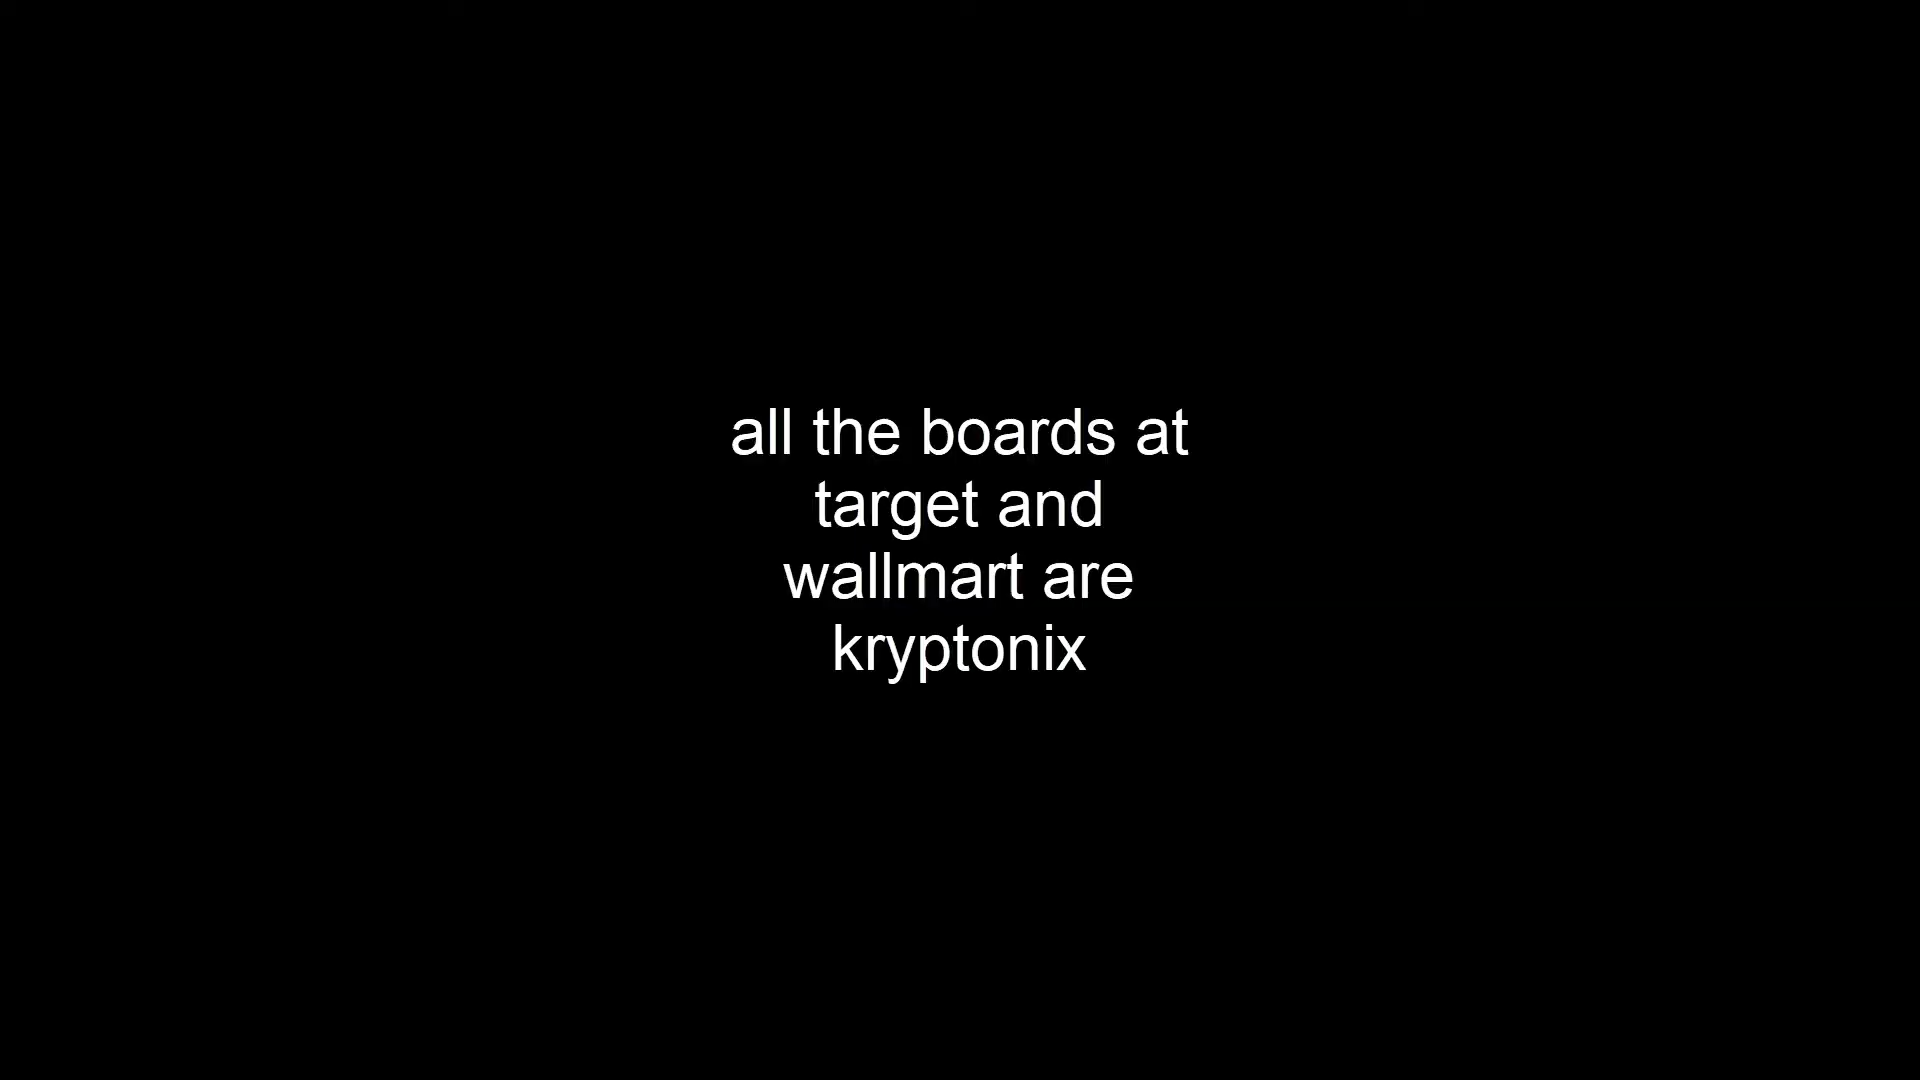 all the boards at
target and
wallmart are
kryptonix